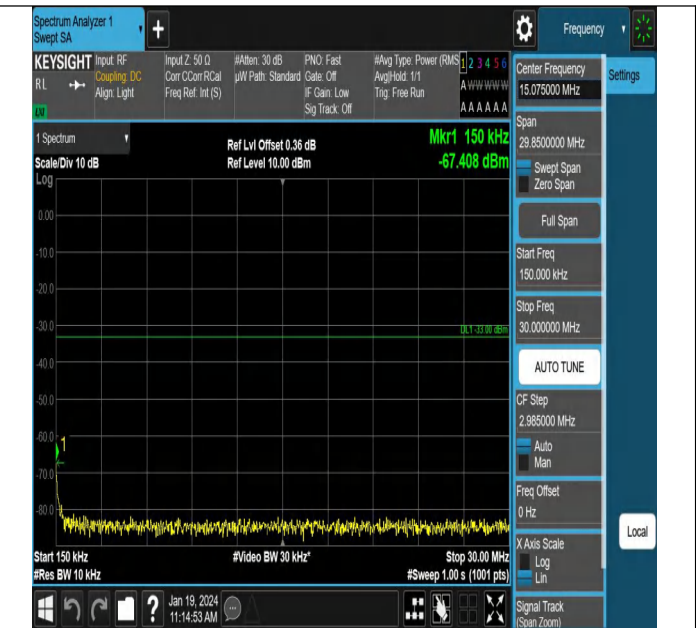 Spectrum Analyzer 1
Swept SA
+
Frequency
KEYSIGHT
RL
Input: RF
Coupling: DC
Align: Light
Input Z: 50 Ω
Corr CCorr RCal
Freq Ref: Int (S)
#Atten: 30 dB
µW Path: Standard
PNO: Fast
Gate: Off
IF Gain: Low
Sig Track: Off
#Avg Type: Power (RMS
Avg|Hold: 1/1
Trig: Free Run
1 2 3 4 5 6
A W W W W W
A A A A A A
1 Spectrum
Scale/Div 10 dB
Log
Ref Lvl Offset 0.36 dB
Ref Level 10.00 dBm
Mkr1 150 kHz
-67.408 dBm
0.00
-10.0
-20.0
-30.0
DL1 -33.00 dBm
-40.0
-50.0
-60.0
1
-70.0
-80.0
Start 150 kHz
#Video BW 30 kHz*
Stop 30.00 MHz
#Res BW 10 kHz
#Sweep 1.00 s (1001 pts)
?
Jan 19, 2024
11:14:53 AM
Center Frequency
15.075000 MHz
Settings
Span
29.8500000 MHz
Swept Span
Zero Span
Full Span
Start Freq
150.000 kHz
Stop Freq
30.000000 MHz
AUTO TUNE
CF Step
2.985000 MHz
Auto
Man
Freq Offset
0 Hz
Local
X Axis Scale
Log
Lin
Signal Track
(Span Zoom)